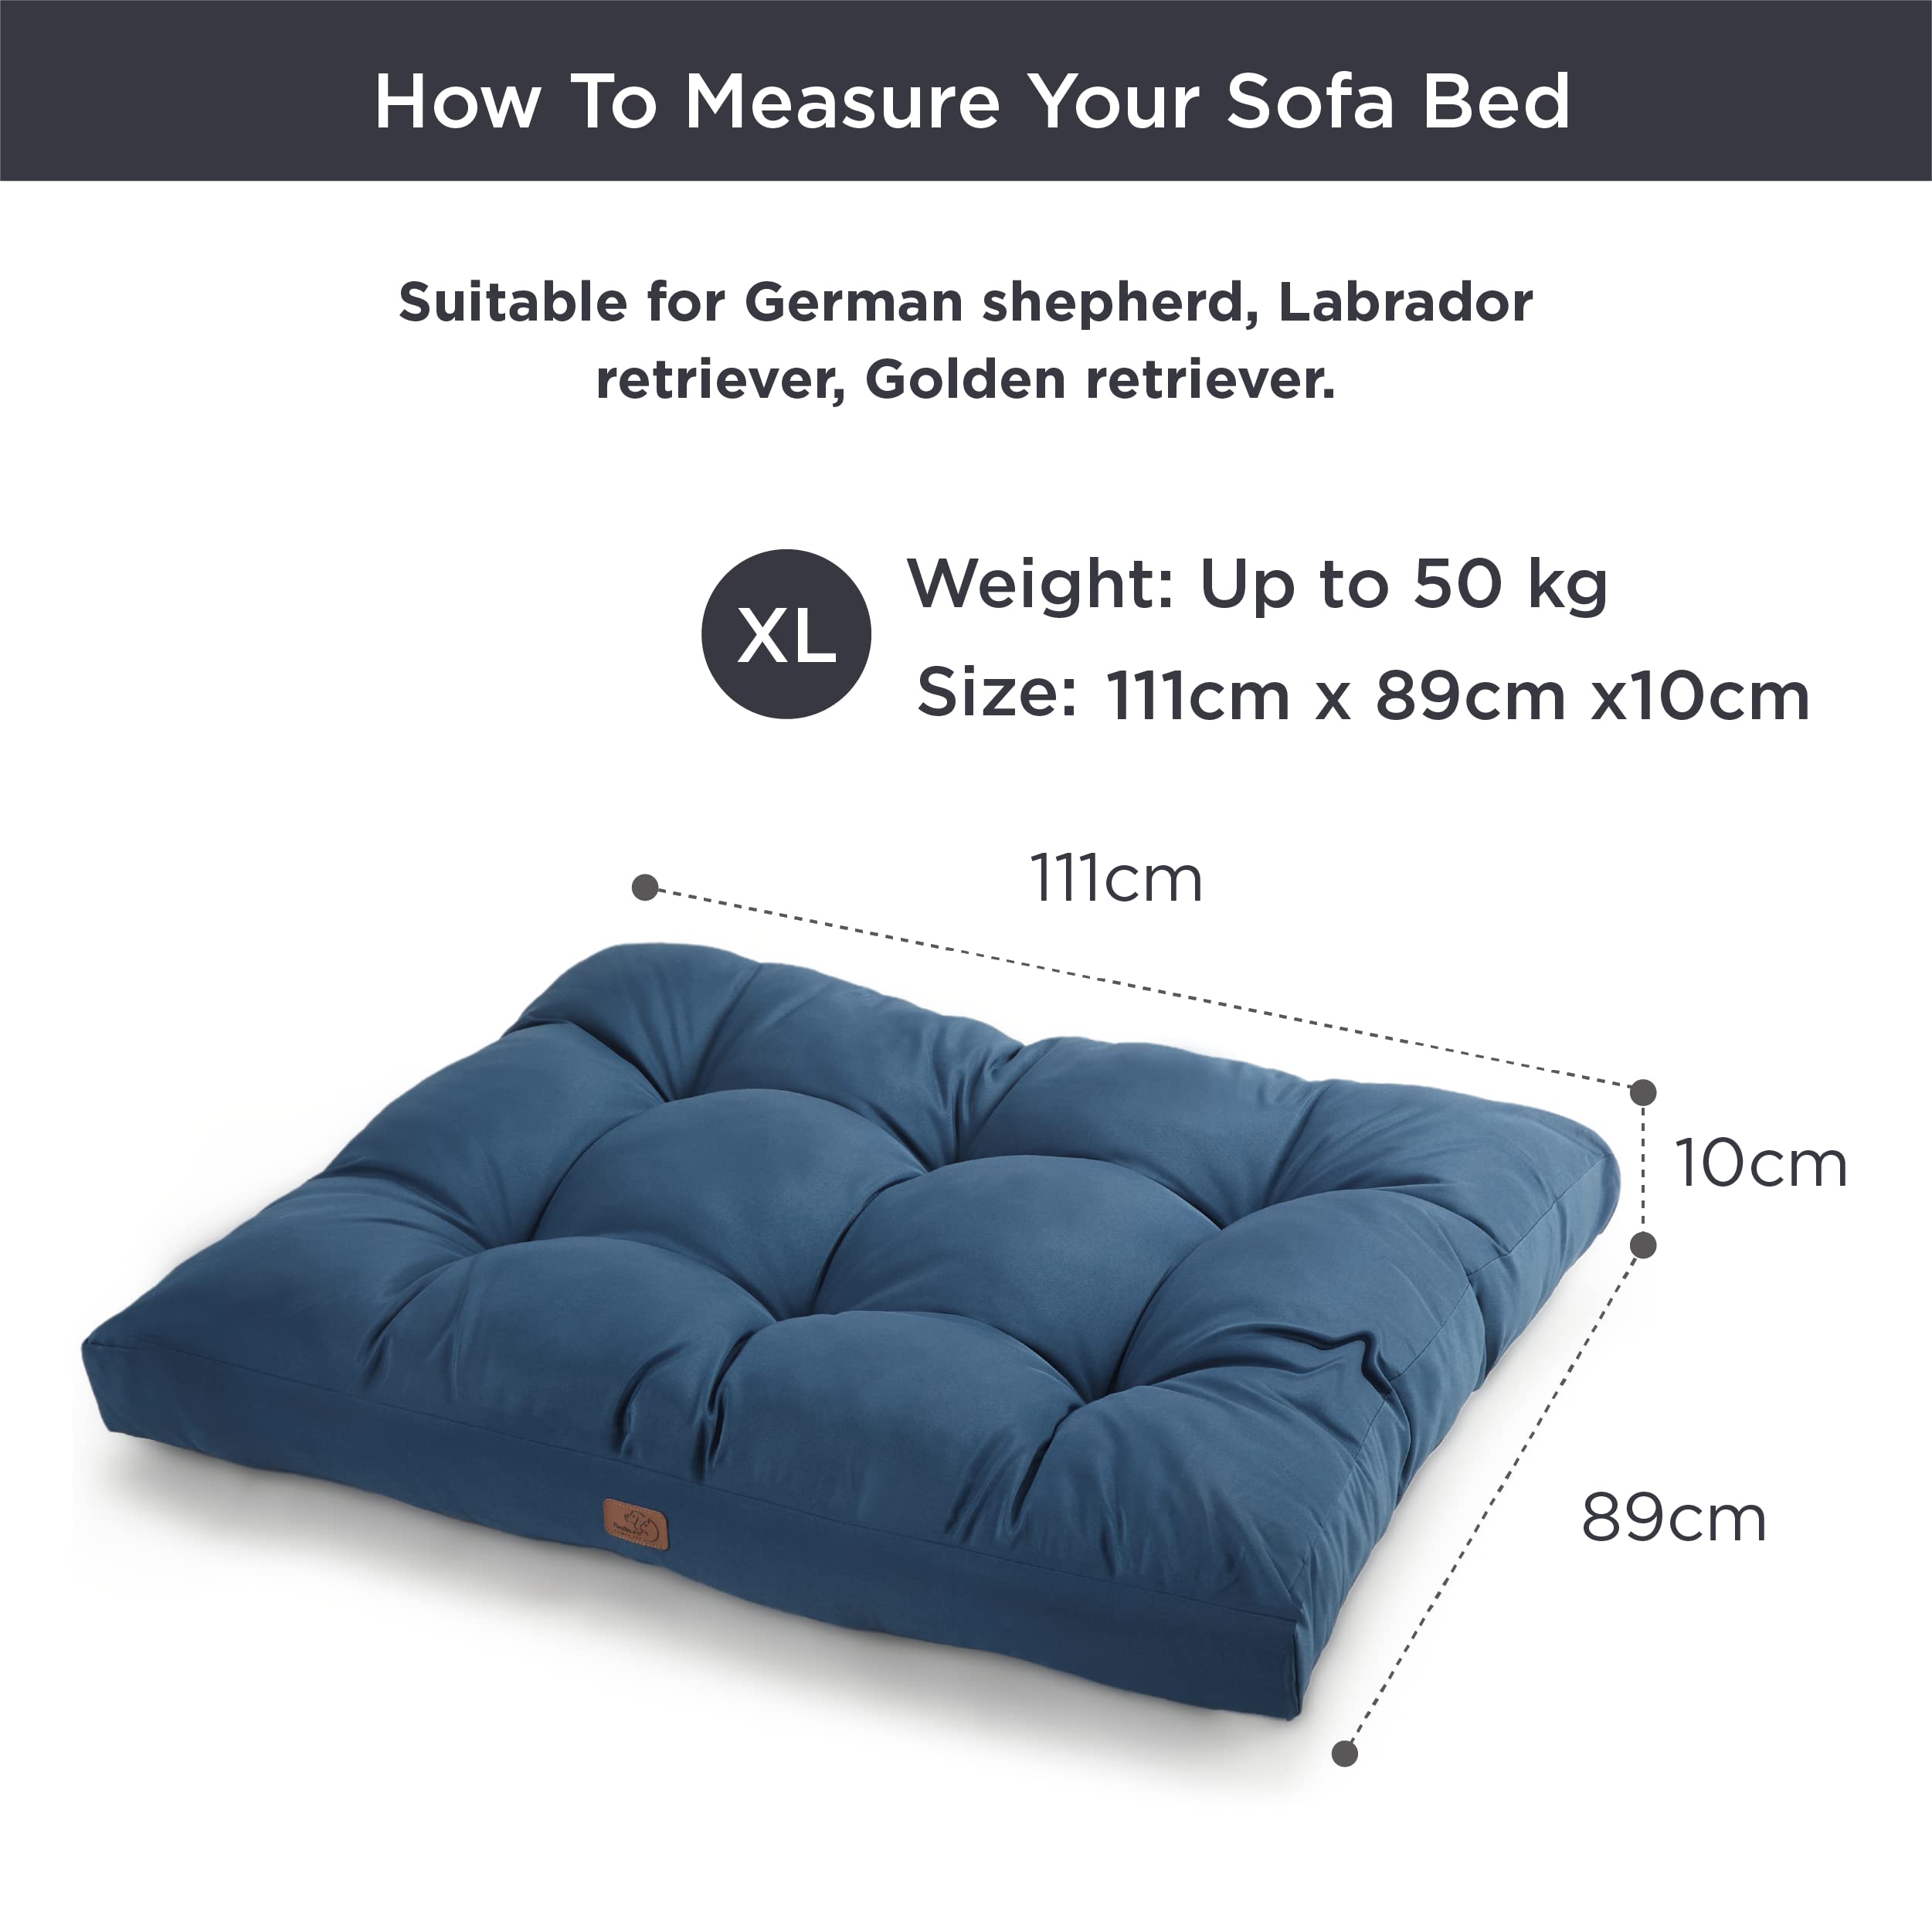 How To Measure Your Sofa Bed
Suitable for German shepherd, Labrador
retriever, Golden retriever.
XL
Weight: Up to 50 kg
Size: 111cm x 89cm x10cm
111cm
10cm
89cm